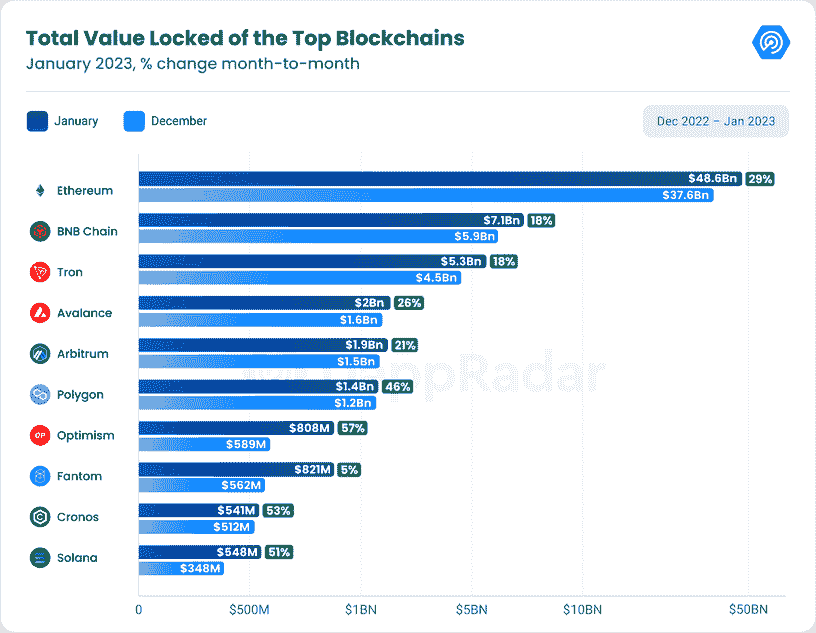 Total Value Locked of the Top Blockchains
January 2023, % change month-to-month
January December Dec 2022 – Jan 2023
Ethereum $48.6Bn 29%
$37.6Bn
BNB Chain $7.1Bn 18%
$5.9Bn
Tron $5.3Bn 18%
$4.5Bn
Avalance $2Bn 26%
$1.6Bn
Arbitrum $1.9Bn 21%
$1.5Bn
DappRadar
Polygon $1.4Bn 46%
$1.2Bn
OP Optimism $808M 57%
$589M
Fantom $821M 5%
$562M
Cronos $541M 53%
$512M
Solana $548M 51%
$348M
0 $500M $1BN $5BN $10BN $50BN